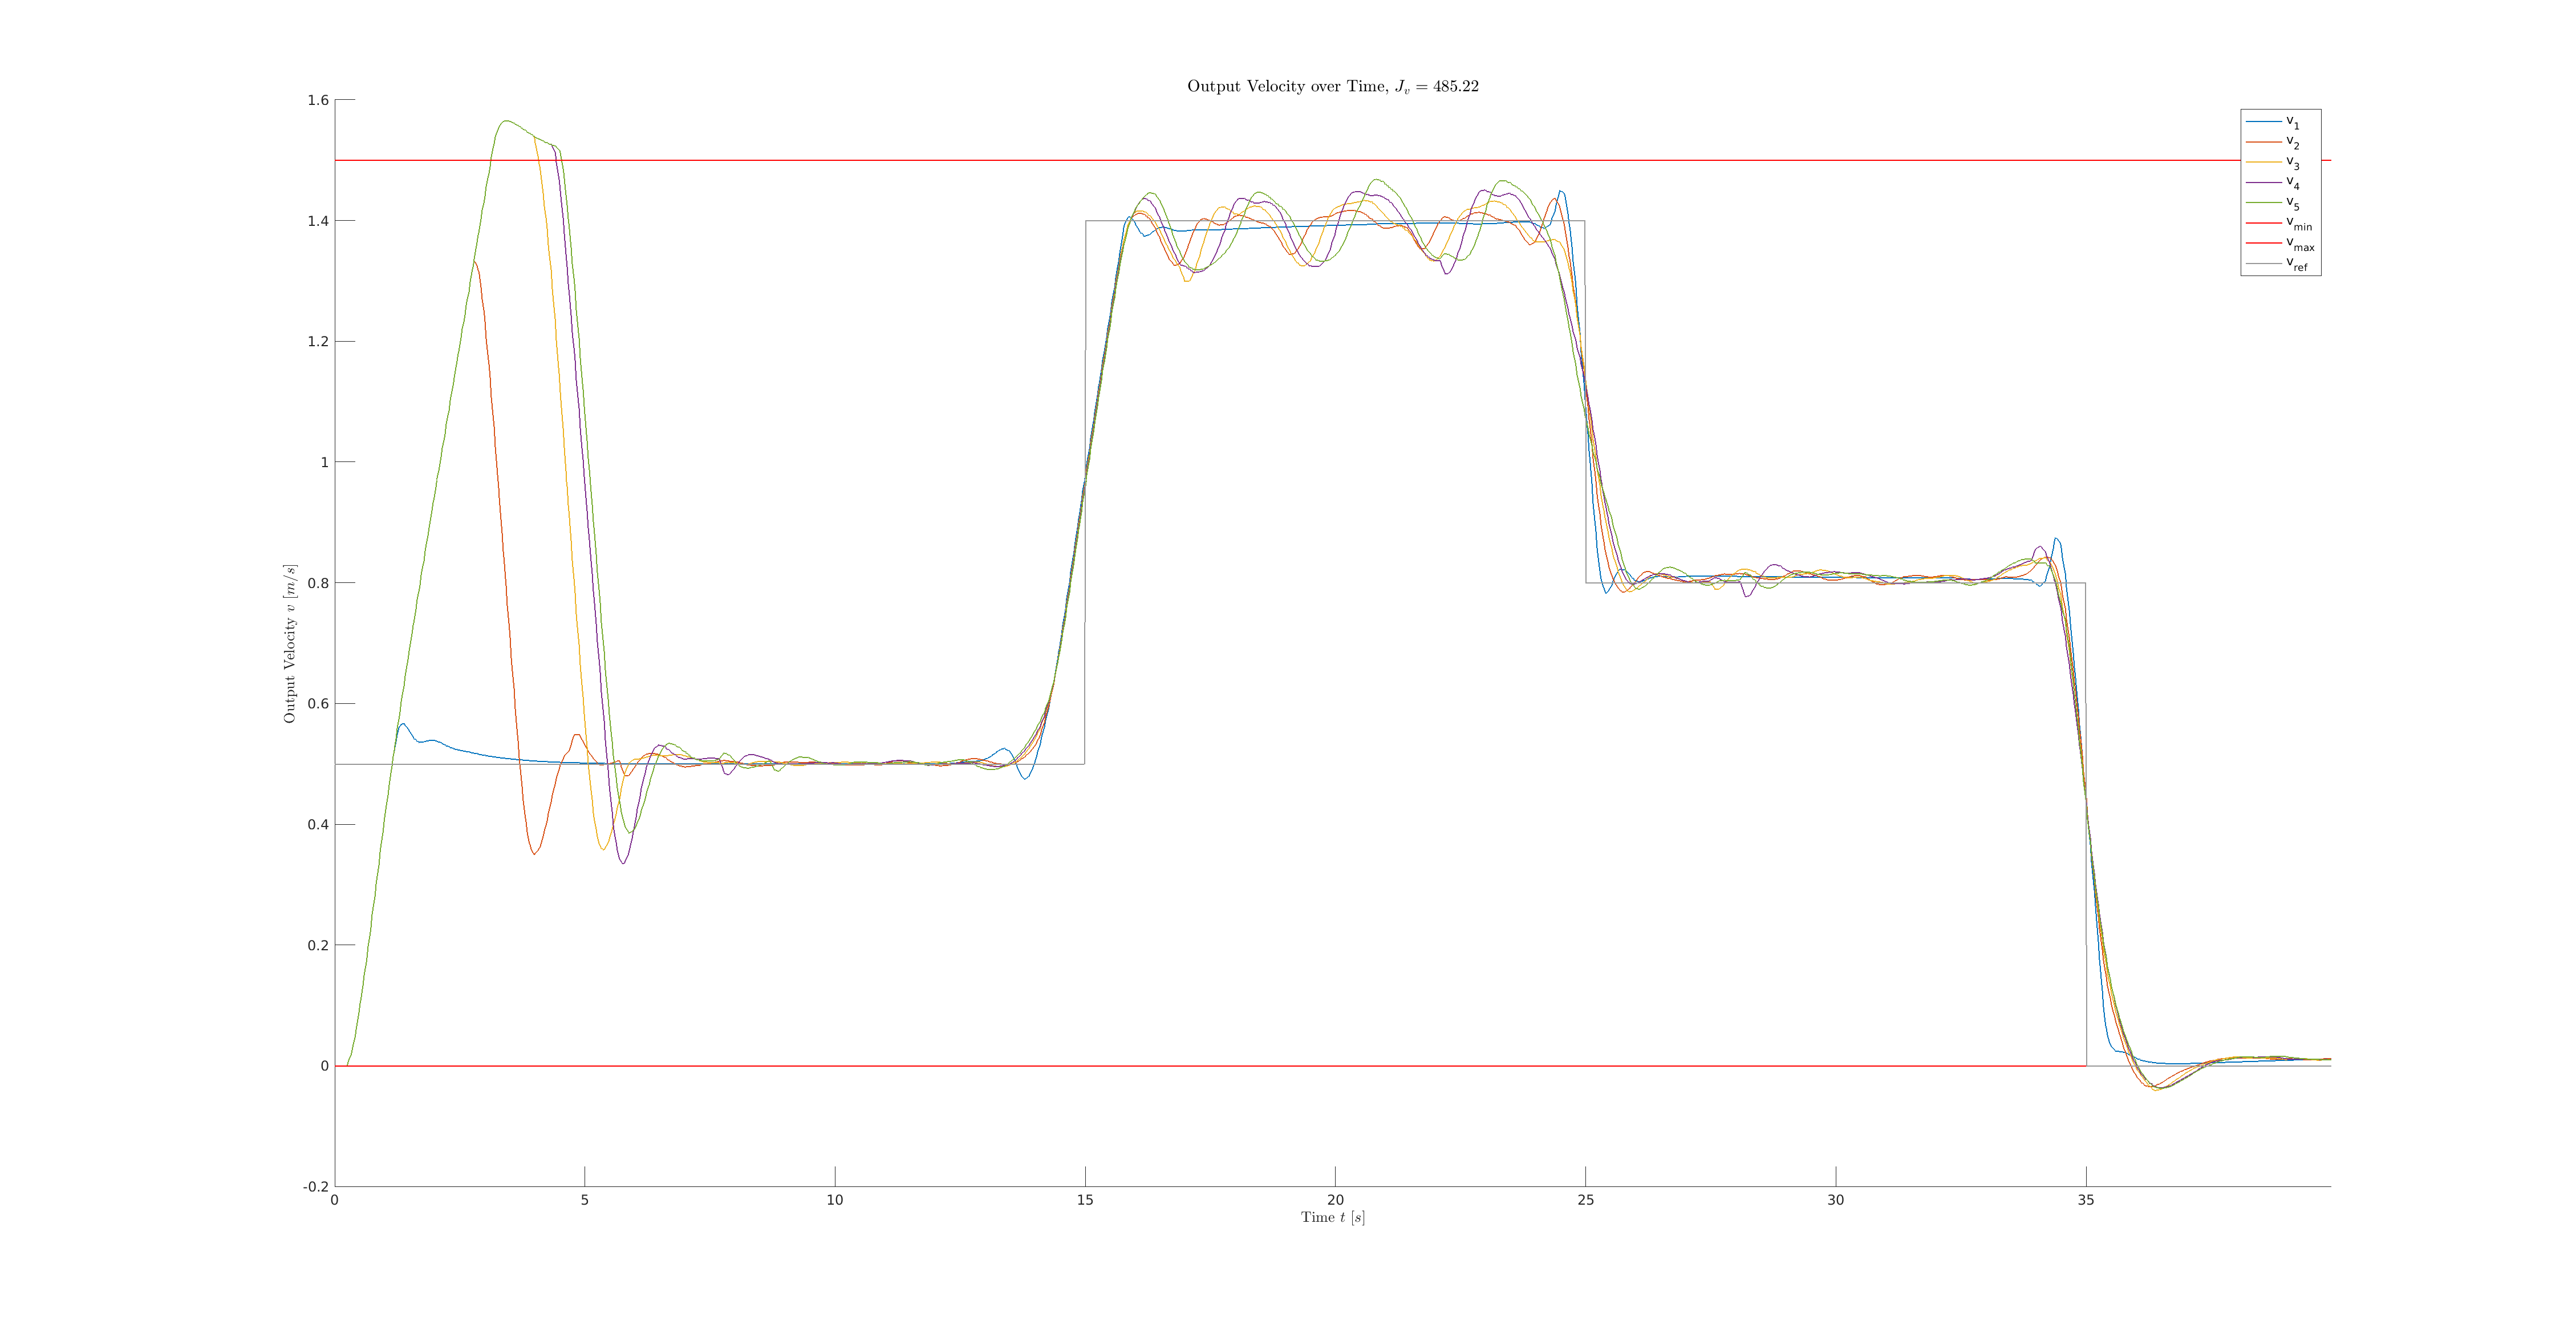 Output Velocity over Time, J_v = 485.22
1.6
1.4
1.2
1
0.8
0.6
0.4
0.2
0
-0.2
Output Velocity v [m/s]
0 5 10 15 20 25 30 35
Time t [s]
v_1
v_2
v_3
v_4
v_5
v_min
v_max
v_ref